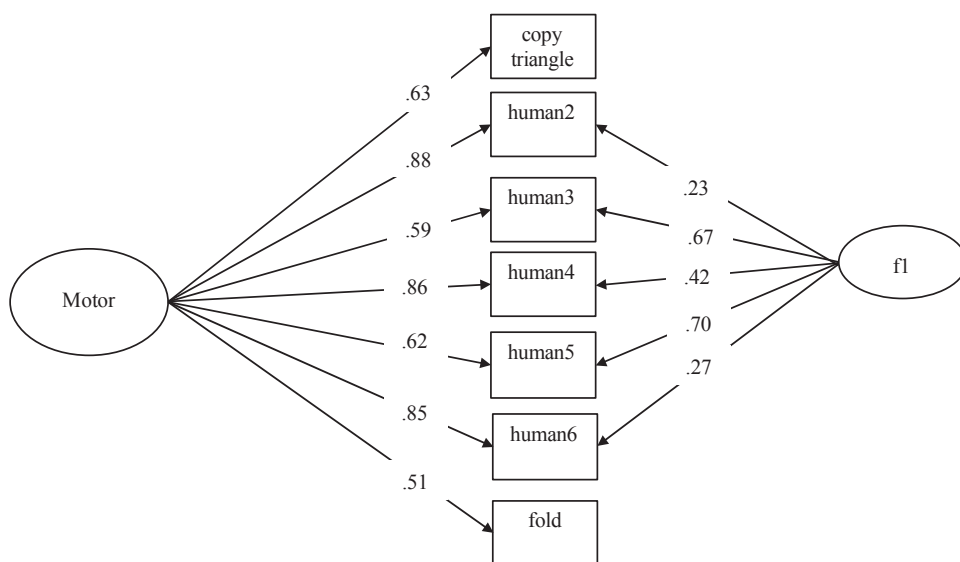 copy
triangle
.63
human2
.88
.23
human3
.59
.67
f1
human4
.42
Motor
.86
.70
.62
human5
.27
.85
human6
.51
fold